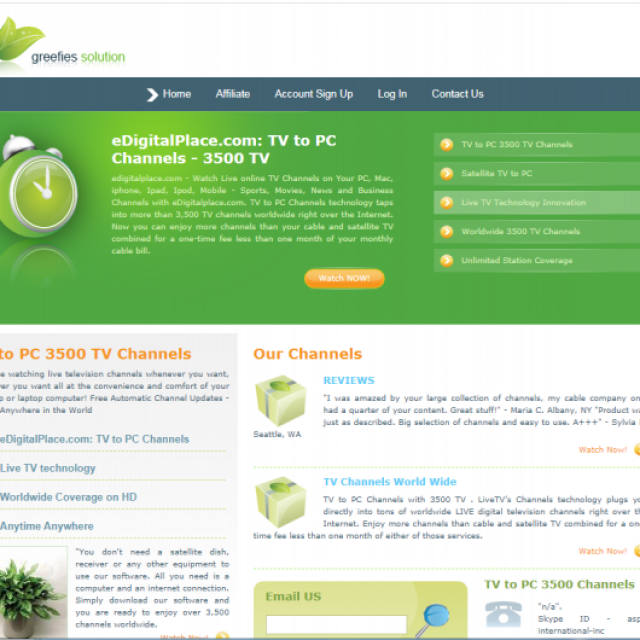 greefies solution
Home Affiliate Account Sign Up Log In Contact Us
eDigitalPlace.com: TV to PC
Channels - 3500 TV
edigitalplace.com - Watch Live online TV Channels on Your PC, Mac,
iphone, Ipad, Ipod, Mobile - Sports, Movies, News and Business
Channels with eDigitalPlace.com. TV to PC Channels technology taps
into more than 3,500 TV channels worldwide right over the Internet.
Now you can enjoy more channels than your cable and satellite TV
combined for a one-time fee less than one month of your monthly
cable bill.
Watch NOW!
TV to PC 3500 TV Channels
Satellite TV to PC
Live TV Technology Innovation
Worldwide 3500 TV Channels
Unlimited Station Coverage
to PC 3500 TV Channels
e watching live television channels whenever you want,
ver you want all at the convenience and comfort of your
p or laptop computer! Free Automatic Channel Updates -
Anywhere in the World
eDigitalPlace.com: TV to PC Channels
Live TV technology
Worldwide Coverage on HD
Anytime Anywhere
"You don't need a satellite dish,
receiver or any other equipment to
use our software. All you need is a
computer and an internet connection.
Simply download our software and
you are ready to enjoy over 3,500
channels worldwide.
Watch Now!
Our Channels
REVIEWS
"I was amazed by your large collection of channels, my cable company on
had a quarter of your content. Great stuff!" - Maria C. Albany, NY "Product wa
just as described. Big selection of channels and easy to use. A+++" - Sylvia
Seattle, WA
Watch Now!
TV Channels World Wide
TV to PC Channels with 3500 TV . LiveTV's Channels technology plugs yo
directly into tons of worldwide LIVE digital television channels right over the
Internet. Enjoy more channels than cable and satellite TV combined for a one
time fee less than one month of either of those services.
Watch Now!
Email US
TV to PC 3500 Channels
"n/a".
Skype ID - asp
international-inc